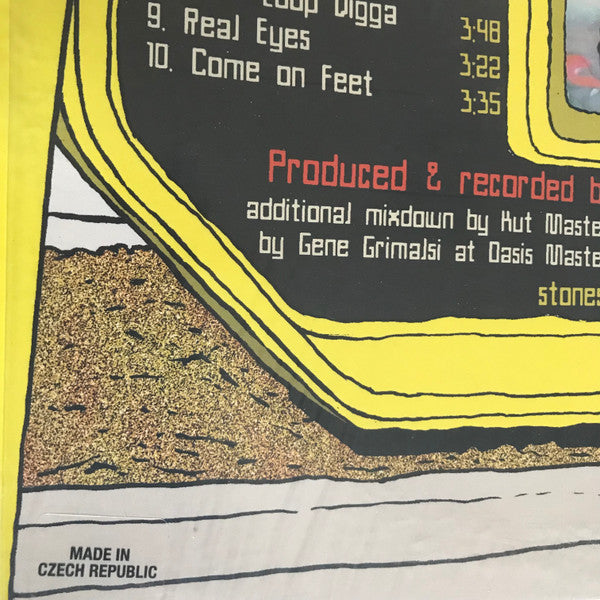 Loop Digga
3:48
9. Real Eyes
3:22
10. Come on Feet
3:35
Produced & recorded b
additional mixdown by Kut Maste
by Gene Grimalsi at Oasis Maste
stones
MADE IN
CZECH REPUBLIC